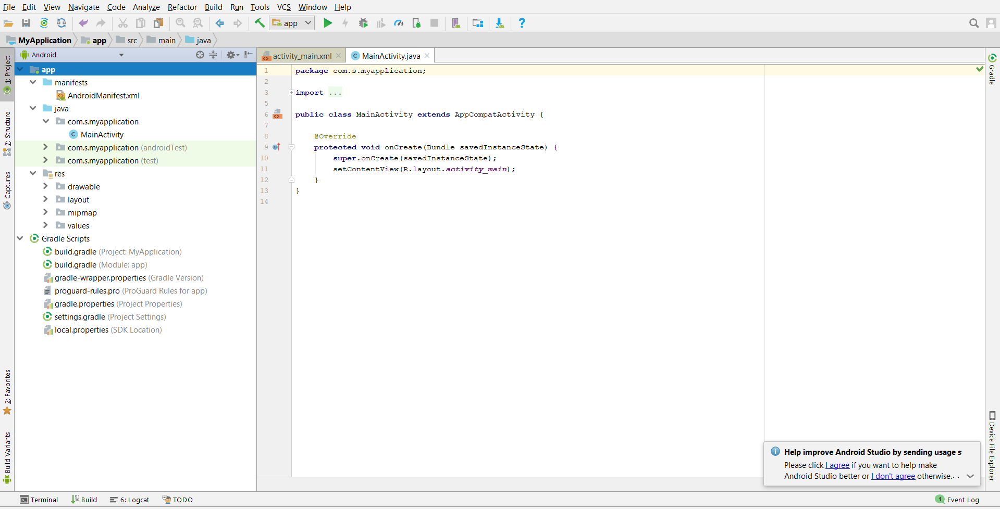 File Edit View Navigate Code Analyze Refactor Build Run Tools VCS Window Help
app
MyApplication app src main java
1: Project
7: Structure
Captures
2: Favorites
Build Variants
Android
app
manifests
AndroidManifest.xml
java
com.s.myapplication
MainActivity
com.s.myapplication (androidTest)
com.s.myapplication (test)
res
drawable
layout
mipmap
values
Gradle Scripts
build.gradle (Project: MyApplication)
build.gradle (Module: app)
gradle-wrapper.properties (Gradle Version)
proguard-rules.pro (ProGuard Rules for app)
gradle.properties (Project Properties)
settings.gradle (Project Settings)
local.properties (SDK Location)
activity_main.xml MainActivity.java
1 package com.s.myapplication;
2
3 import ...
5
6 public class MainActivity extends AppCompatActivity {
7
8 @Override
9 protected void onCreate(Bundle savedInstanceState) {
10 super.onCreate(savedInstanceState);
11 setContentView(R.layout.activity_main);
12 }
13 }
14
Gradle
Device File Explorer
Help improve Android Studio by sending usage s
Please click I agree if you want to help make
Android Studio better or I don't agree otherwise....
Terminal Build 6: Logcat TODO 1 Event Log